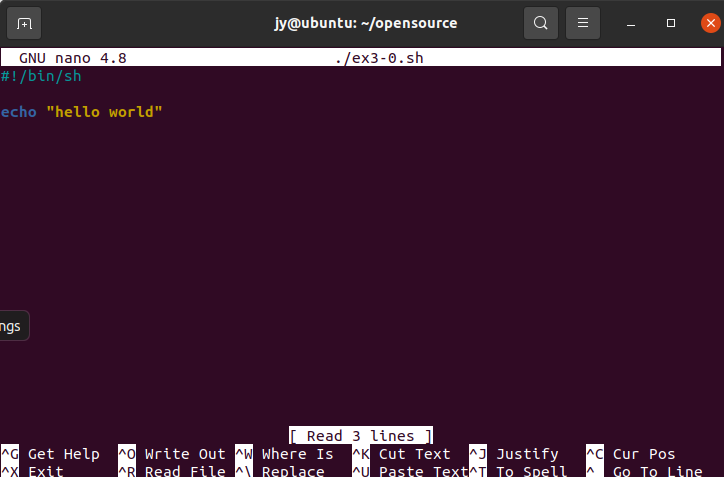 jy@ubuntu: ~/opensource
GNU nano 4.8 ./ex3-0.sh
#!/bin/sh
echo "hello world"
ngs
[ Read 3 lines ]
^G Get Help ^O Write Out ^W Where Is ^K Cut Text ^J Justify ^C Cur Pos
^X Exit ^R Read File ^\ Replace ^U Paste Text ^T To Spell ^_ Go To Line